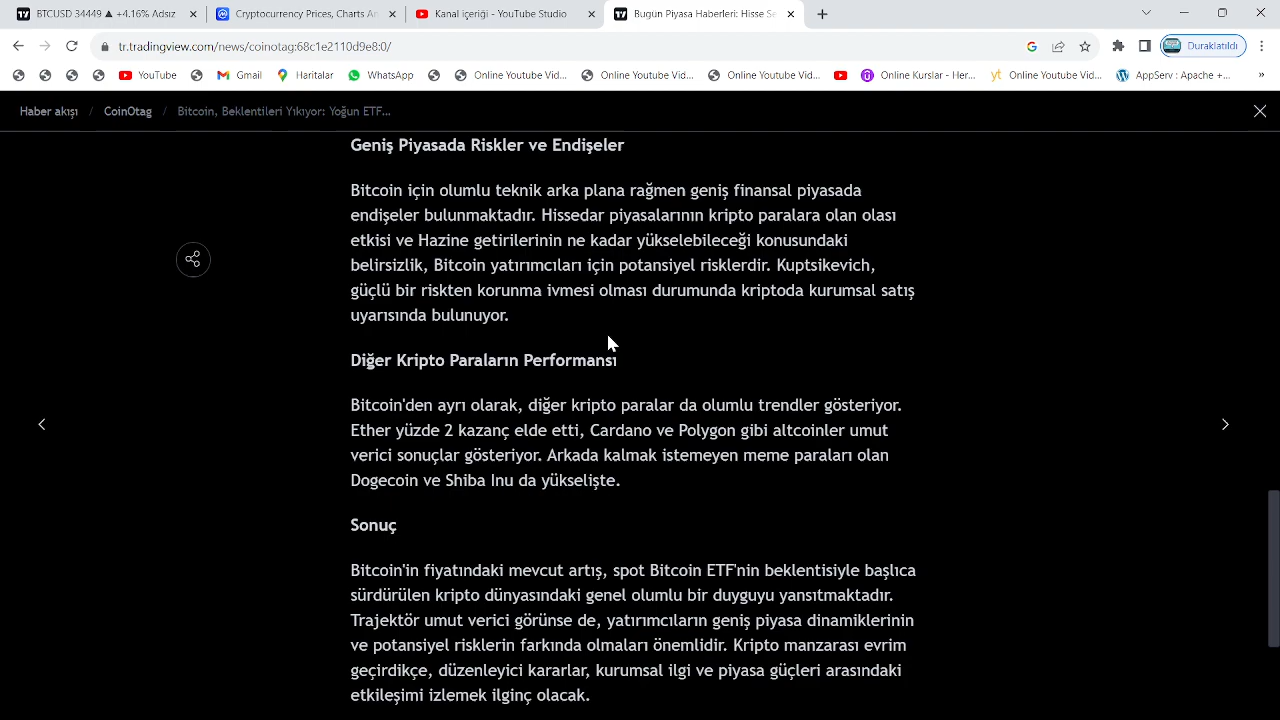 BTCUSD 34449 ▲ +4.16% Adsız
Cryptocurrency Prices, Charts An
Kanal içeriği - YouTube Studio
Bugün Piyasa Haberleri: Hisse Se
tr.tradingview.com/news/coinotag:68c1e2110d9e8:0/
Duraklatıldı
YouTube
Gmail
Haritalar
WhatsApp
Online Youtube Vid...
Online Youtube Vid...
Online Youtube Vid...
Online Kurslar - Her...
Online Youtube Vid...
AppServ : Apache +...
Haber akışı / CoinOtag / Bitcoin, Beklentileri Yıkıyor: Yoğun ETF...
Geniş Piyasada Riskler ve Endişeler
Bitcoin için olumlu teknik arka plana rağmen geniş finansal piyasada
endişeler bulunmaktadır. Hissedar piyasalarının kripto paralara olan olası
etkisi ve Hazine getirilerinin ne kadar yükselebileceği konusundaki
belirsizlik, Bitcoin yatırımcıları için potansiyel risklerdir. Kuptsikevich,
güçlü bir riskten korunma ivmesi olması durumunda kriptoda kurumsal satış
uyarısında bulunuyor.
Diğer Kripto Paraların Performansı
Bitcoin'den ayrı olarak, diğer kripto paralar da olumlu trendler gösteriyor.
Ether yüzde 2 kazanç elde etti, Cardano ve Polygon gibi altcoinler umut
verici sonuçlar gösteriyor. Arkada kalmak istemeyen meme paraları olan
Dogecoin ve Shiba Inu da yükselişte.
Sonuç
Bitcoin'in fiyatındaki mevcut artış, spot Bitcoin ETF'nin beklentisiyle başlıca
sürdürülen kripto dünyasındaki genel olumlu bir duyguyu yansıtmaktadır.
Trajektör umut verici görünse de, yatırımcıların geniş piyasa dinamiklerinin
ve potansiyel risklerin farkında olmaları önemlidir. Kripto manzarası evrim
geçirdikçe, düzenleyici kararlar, kurumsal ilgi ve piyasa güçleri arasındaki
etkileşimi izlemek ilginç olacak.